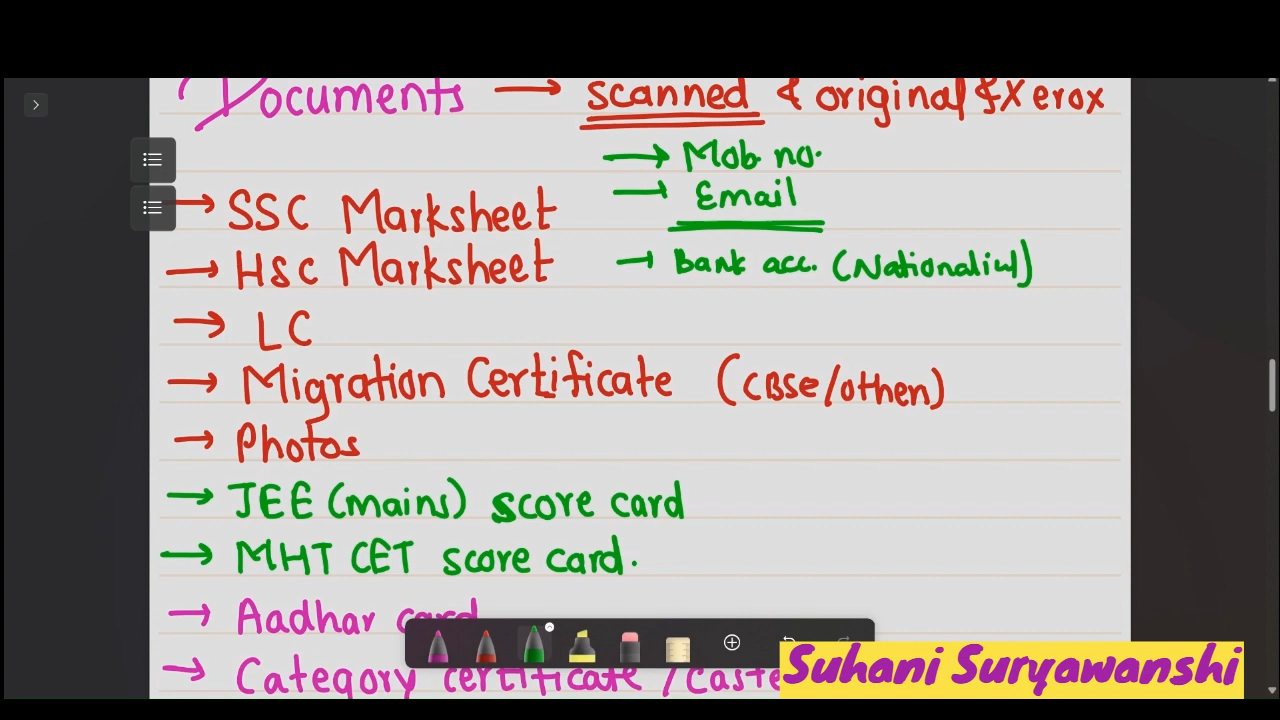 Documents → scanned & original & Xerox
→ Mob. no.
→ Email
→ SSC Marksheet
→ HSC Marksheet
→ Bank acc.
→ LC
→ Migration Certificate (CBSE/other)
→ Photos
→ JEE (mains) score card
→ MHT CET score card.
→ Aadhar card
→ Category certificate / Caste
Suhani Suryawanshi